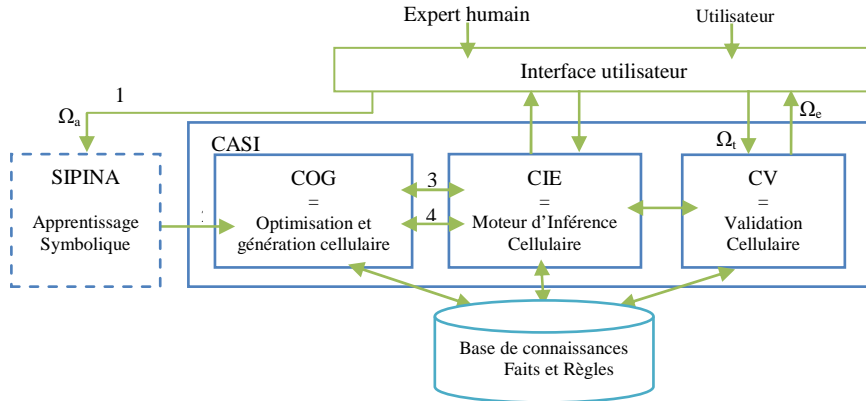 Expert humain
Utilisateur
Interface utilisateur
1
Ωa
Ωe
Ωt
CASI
SIPINA
Apprentissage
Symbolique
COG
=
Optimisation et
génération cellulaire
3
4
CIE
=
Moteur d’Inférence
Cellulaire
CV
=
Validation
Cellulaire
Base de connaissances
Faits et Règles